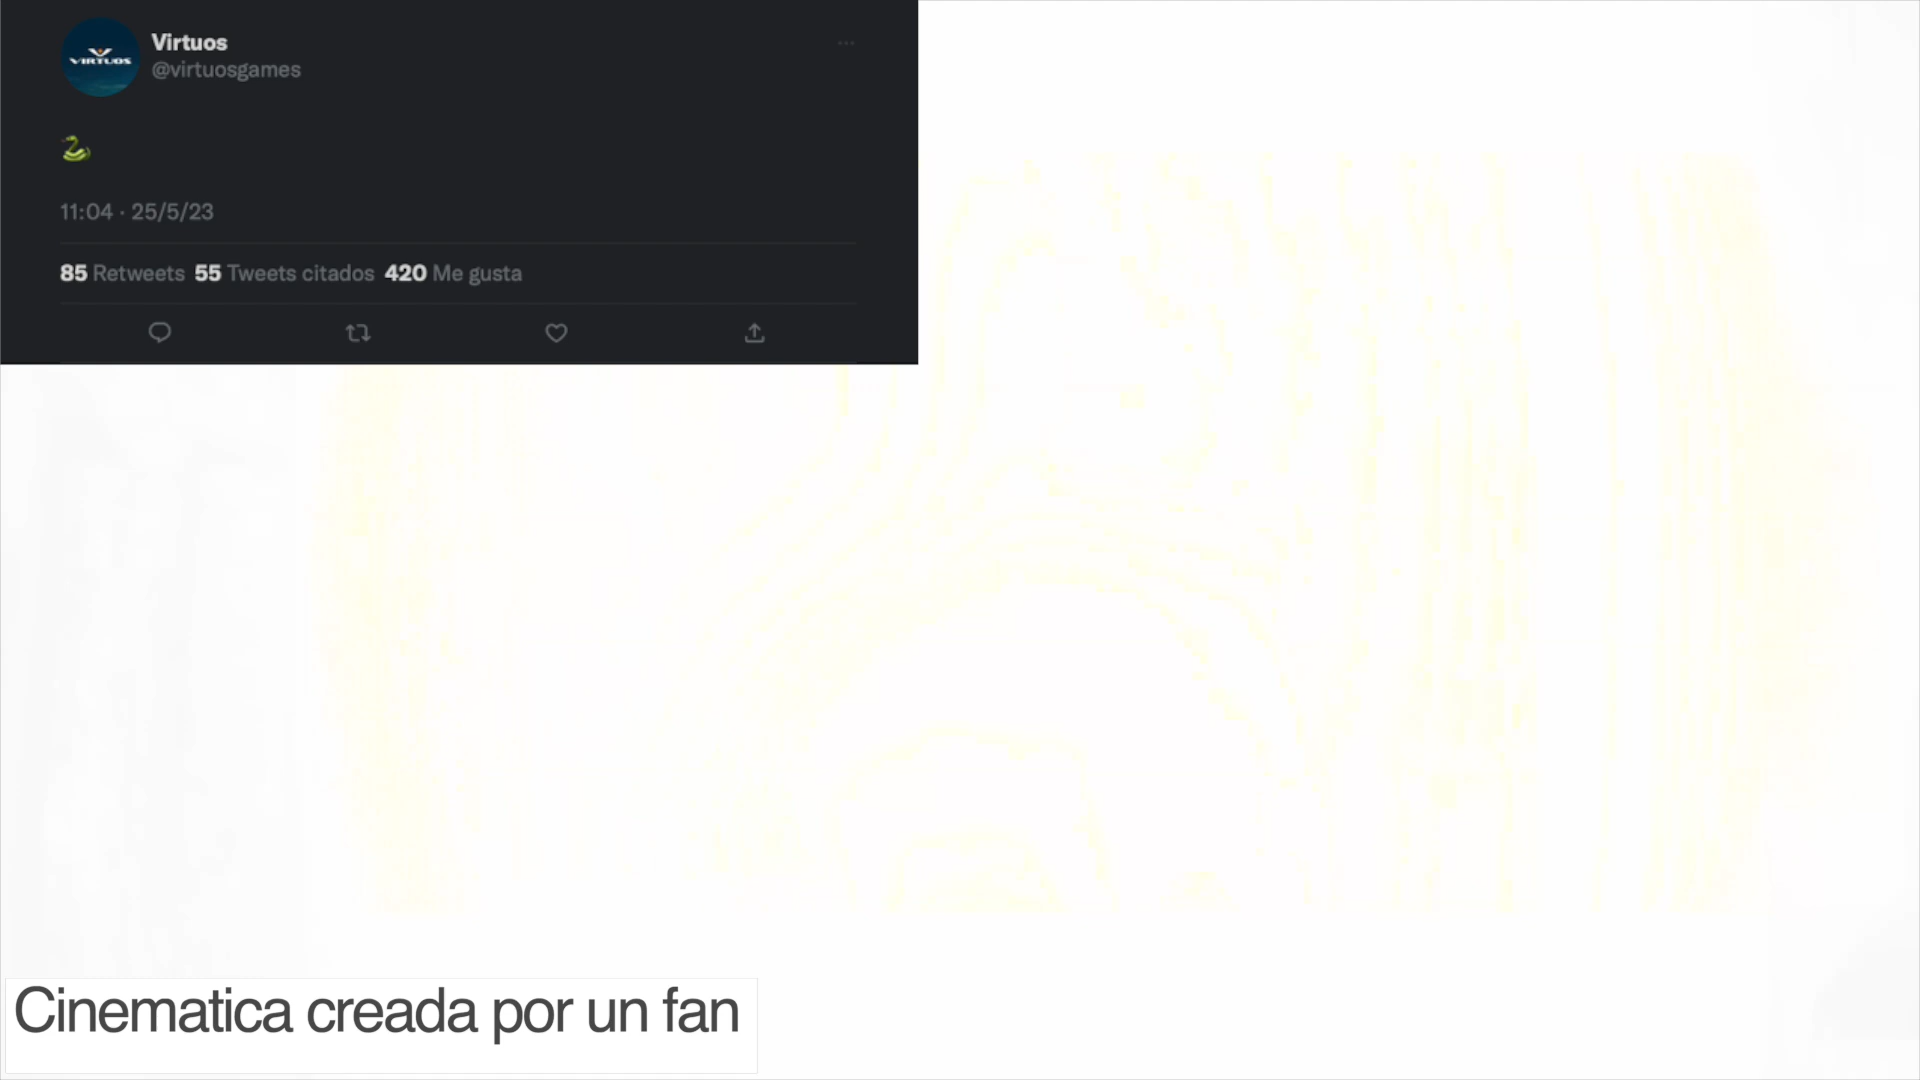 Virtuos
@virtuosgames
VIRTUOS
11:04 · 25/5/23
85 Retweets 55 Tweets citados 420 Me gusta
Cinematica creada por un fan